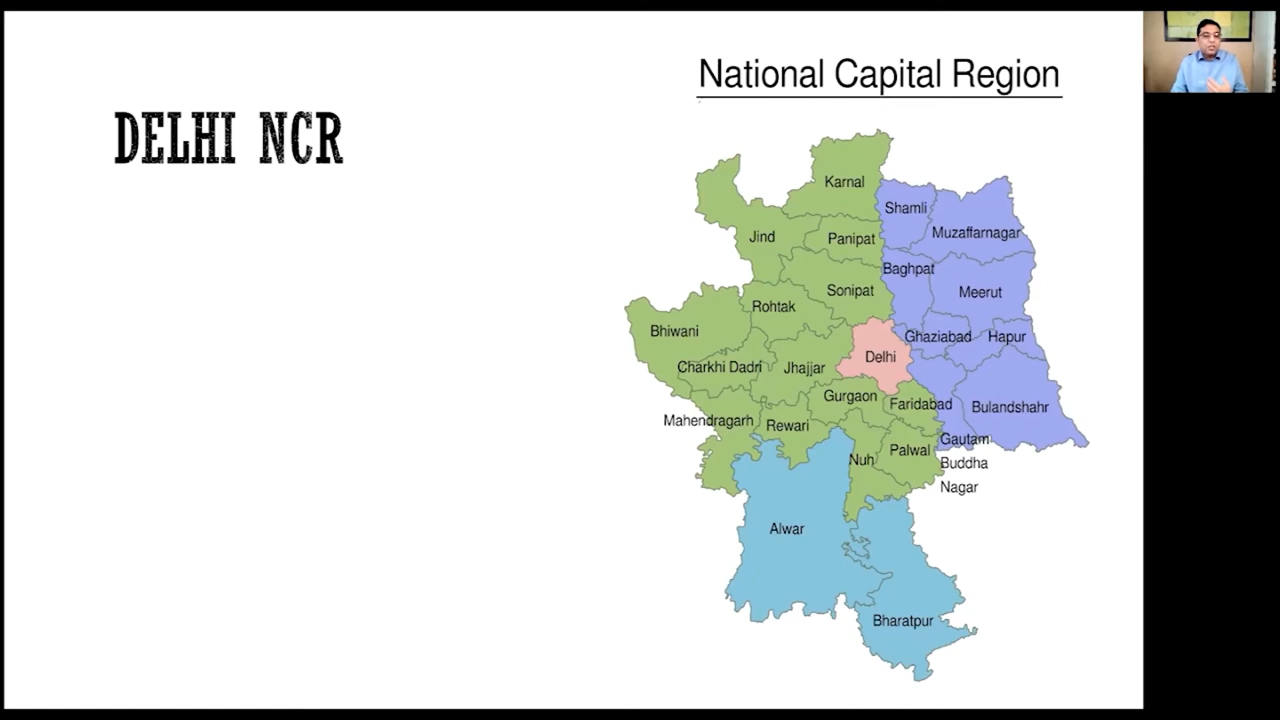 National Capital Region
DELHI NCR
Karnal
Shamli
Muzaffarnagar
Jind
Panipat
Baghpat
Sonipat
Meerut
Rohtak
Bhiwani
Ghaziabad
Hapur
Delhi
Charkhi Dadri
Jhajjar
Gurgaon
Faridabad
Bulandshahr
Mahendragarh
Rewari
Gautam
Buddha
Nagar
Nuh
Palwal
Alwar
Bharatpur